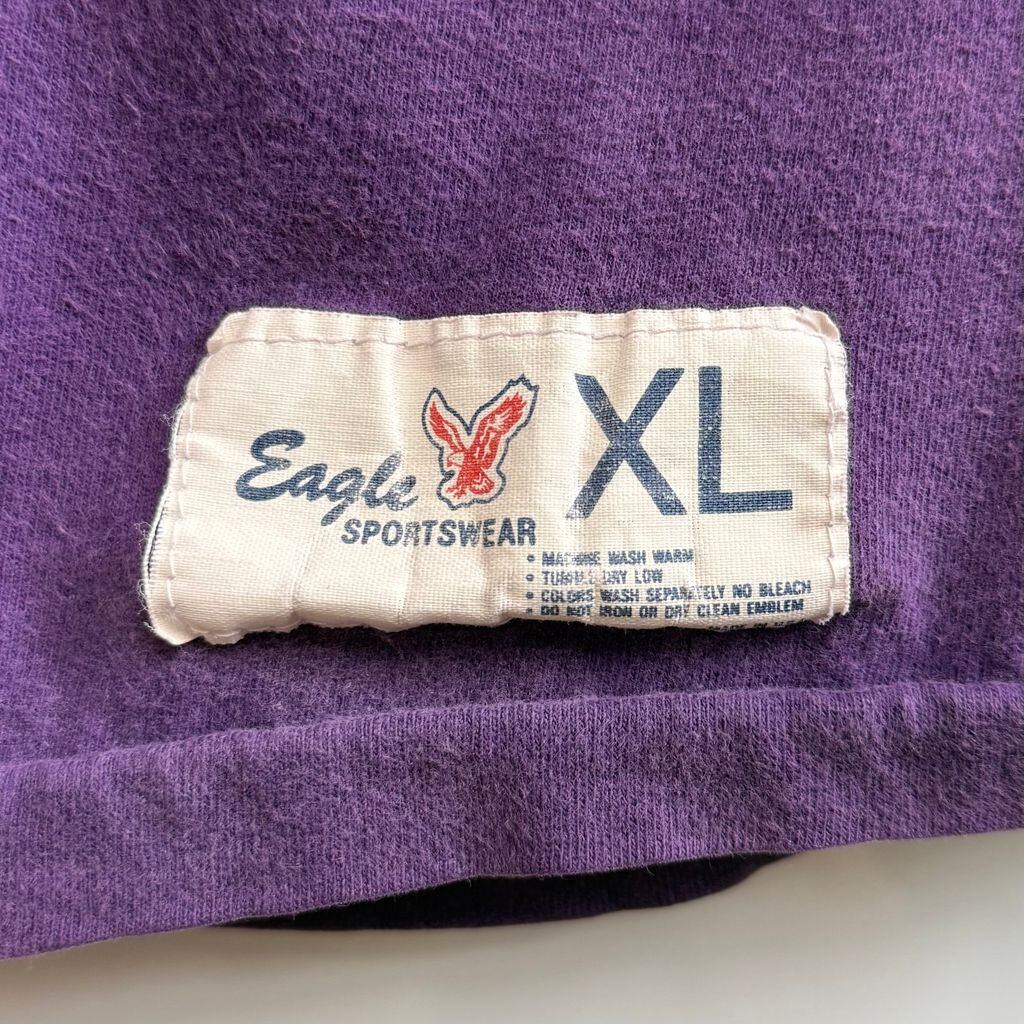 Eagle
SPORTSWEAR
XL
• MACHINE WASH WARM
• TUMBLE DRY LOW
• COLORS WASH SEPARATELY NO BLEACH
• DO NOT IRON OR DRY CLEAN EMBLEM